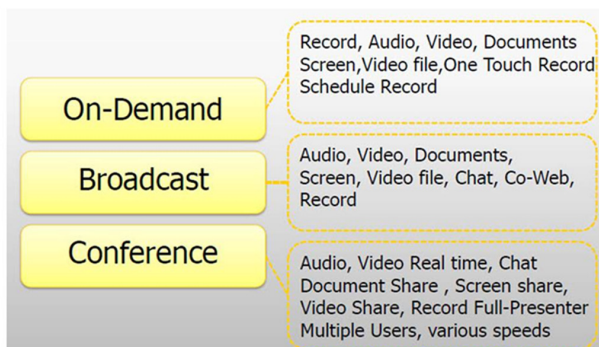 On-Demand
Record, Audio, Video, Documents
Screen,Video file,One Touch Record
Schedule Record
Broadcast
Audio, Video, Documents,
Screen, Video file, Chat, Co-Web,
Record
Conference
Audio, Video Real time, Chat
Document Share , Screen share,
Video Share, Record Full-Presenter
Multiple Users, various speeds